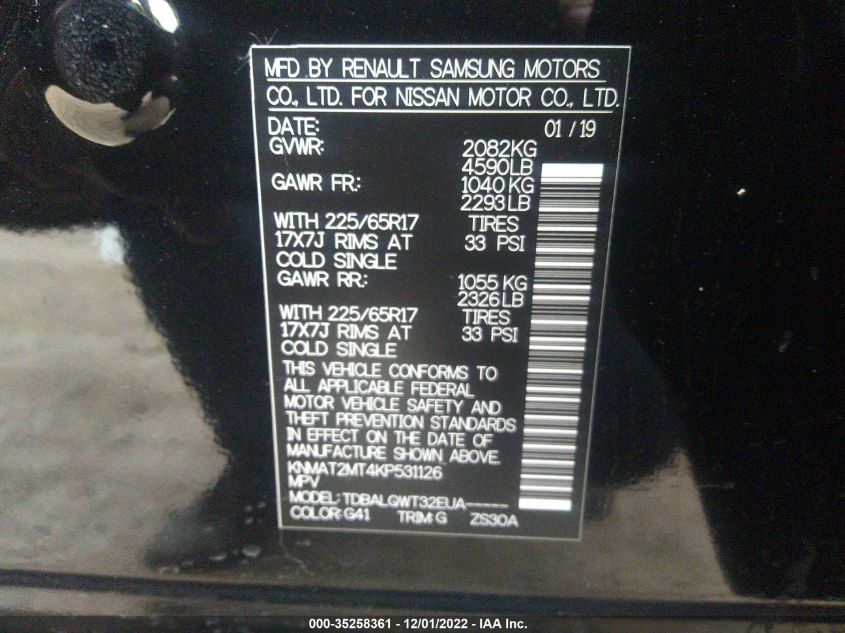 MFD BY RENAULT SAMSUNG MOTORS
CO., LTD. FOR NISSAN MOTOR CO., LTD.
DATE: 01 / 19
GVWR: 2082KG
4590LB
GAWR FR: 1040 KG
2293 LB
WITH 225/65R17 TIRES
17X7J RIMS AT 33 PSI
COLD SINGLE
GAWR RR: 1055 KG
2326 LB
WITH 225/65R17 TIRES
17X7J RIMS AT 33 PSI
COLD SINGLE
THIS VEHICLE CONFORMS TO
ALL APPLICABLE FEDERAL
MOTOR VEHICLE SAFETY AND
THEFT PREVENTION STANDARDS
IN EFFECT ON THE DATE OF
MANUFACTURE SHOWN ABOVE.
KNMAT2MT4KP531126
MPV
MODEL: TDBALQWT32EUA-----
COLOR: G41 TRIM: G ZS30A
000-35258361 - 12/01/2022 - IAA Inc.